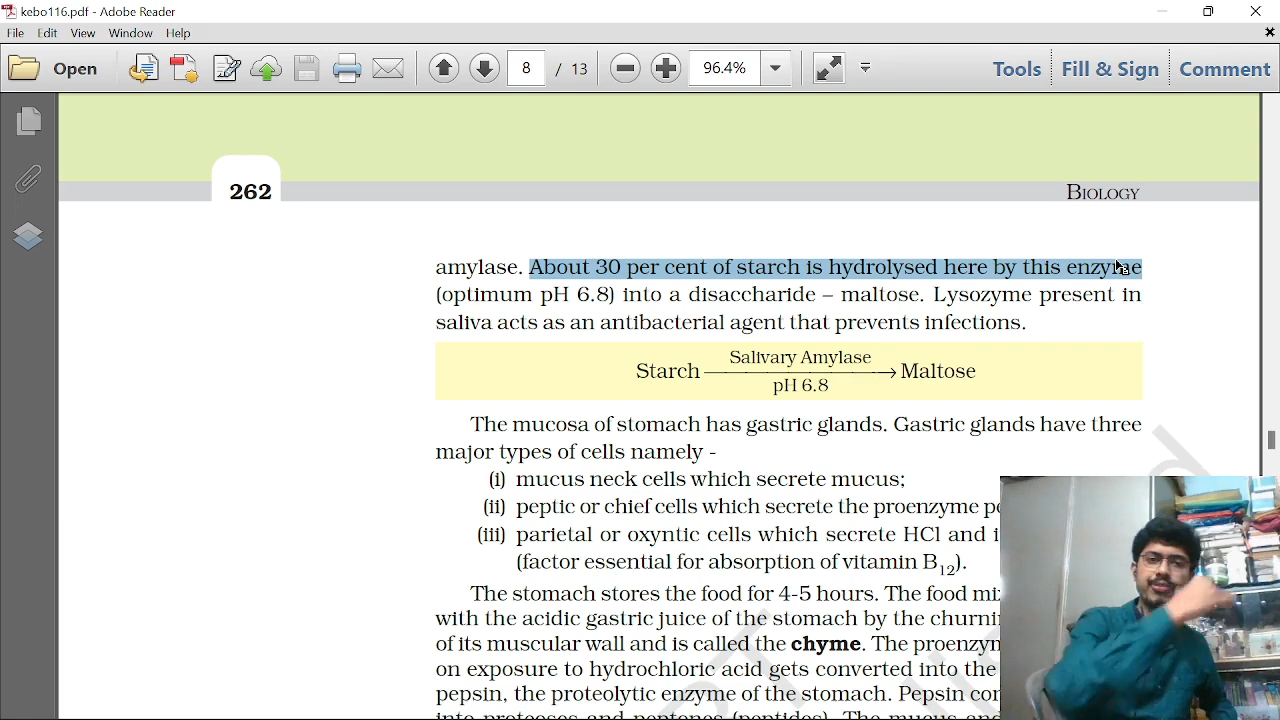 kebo116.pdf - Adobe Reader
File Edit View Window Help
Open 8 / 13 96.4% Tools Fill & Sign Comment
262
BIOLOGY
amylase. About 30 per cent of starch is hydrolysed here by this enzyme
(optimum pH 6.8) into a disaccharide – maltose. Lysozyme present in
saliva acts as an antibacterial agent that prevents infections.
Salivary Amylase
Starch → Maltose
pH 6.8
The mucosa of stomach has gastric glands. Gastric glands have three
major types of cells namely -
(i) mucus neck cells which secrete mucus;
(ii) peptic or chief cells which secrete the proenzyme
(iii) parietal or oxyntic cells which secrete HCl and
(factor essential for absorption of vitamin B12).
The stomach stores the food for 4-5 hours. The food
with the acidic gastric juice of the stomach by the
of its muscular wall and is called the chyme. The
on exposure to hydrochloric acid gets converted into the
pepsin, the proteolytic enzyme of the stomach. Pepsin
into proteoses and peptones (peptides). The mucus and